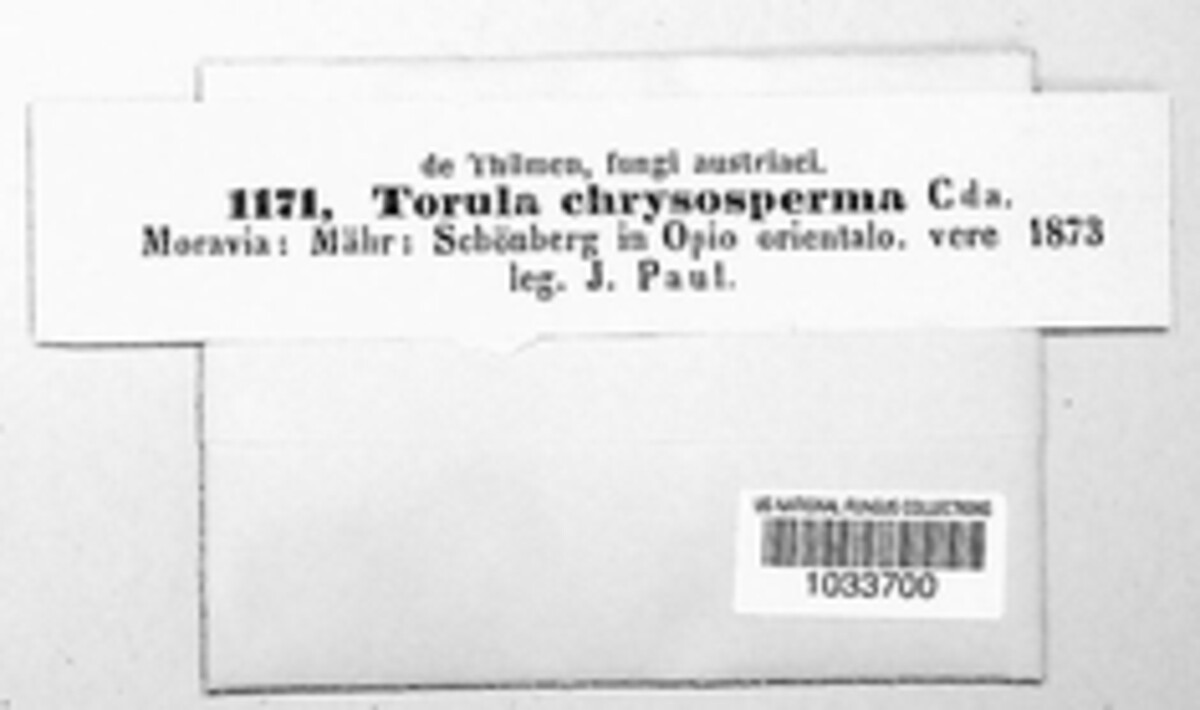 de Thümen, fungi austriaci.
1171. Torula chrysosperma Cda.
Moravia: Mähr: Schönberg in Opio orientalo. vere 1873
leg. J. Paul.
US NATIONAL FUNGUS COLLECTIONS
1033700